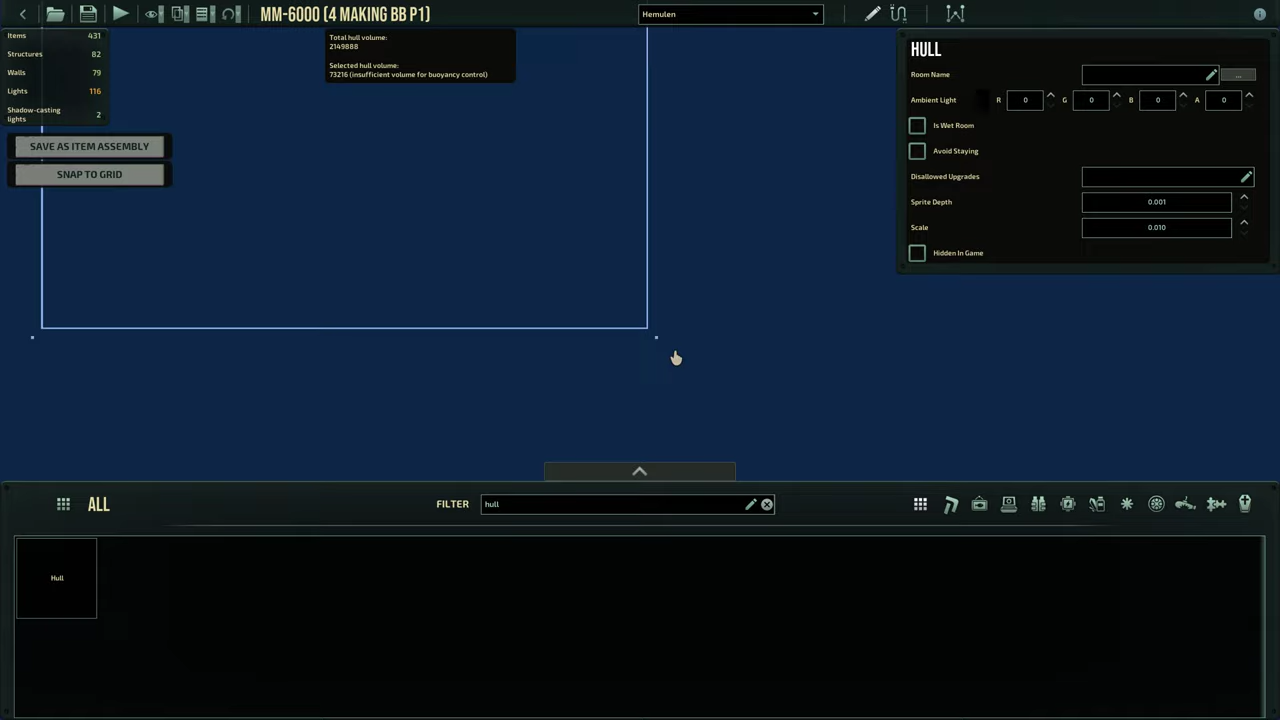 MM-6000 (4 MAKING BB P1)
Hemulen
Items 431
Structures 82
Walls 79
Lights 116
Shadow-casting
lights 2
Total hull volume:
2149888
Selected hull volume:
73216 (insufficient volume for buoyancy control)
SAVE AS ITEM ASSEMBLY
SNAP TO GRID
HULL
Room Name ...
Ambient Light R 0 G 0 B 0 A 0
Is Wet Room
Avoid Staying
Disallowed Upgrades
Sprite Depth 0.001
Scale 0.010
Hidden In Game
ALL
FILTER hull
Hull